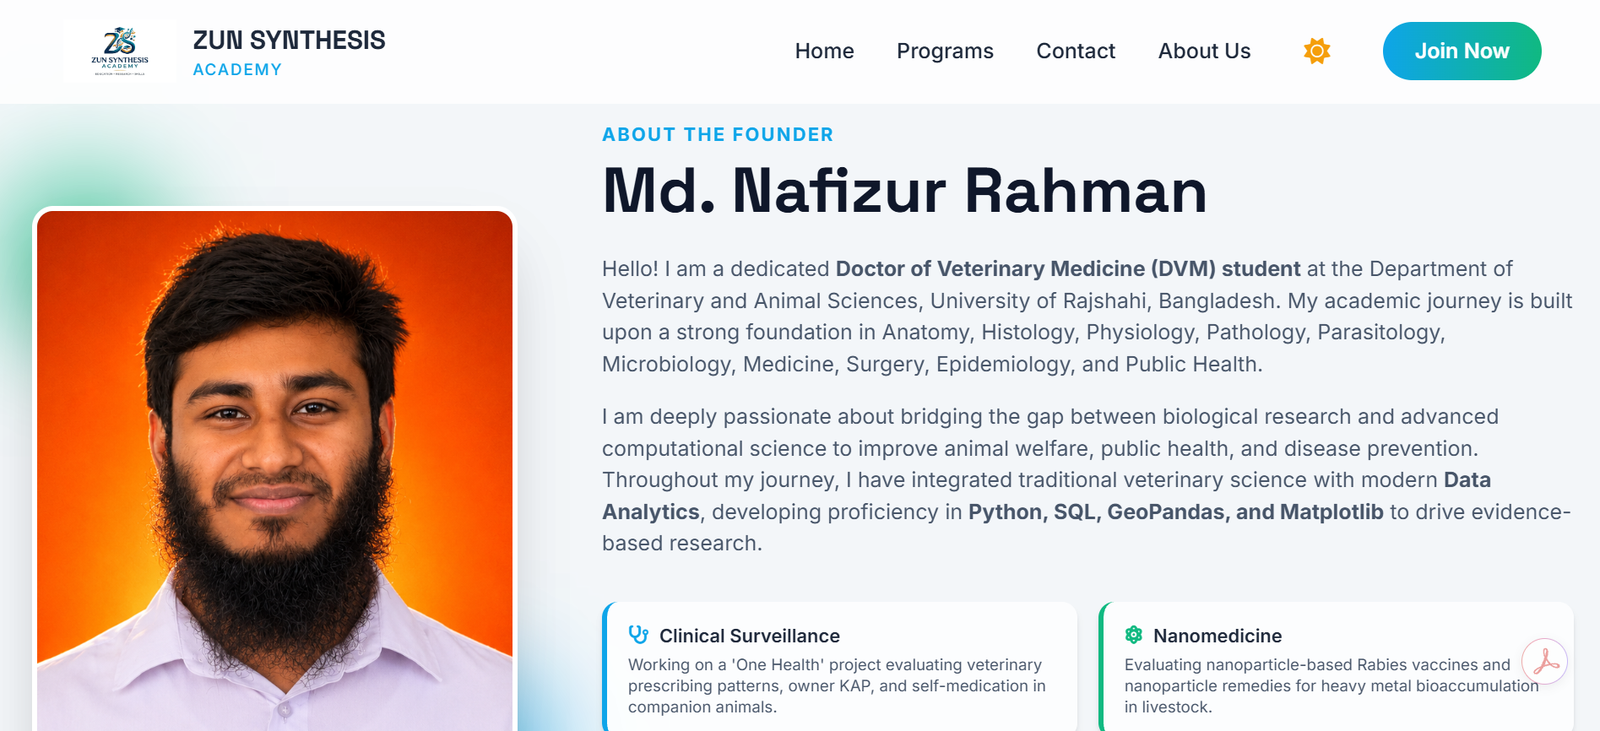 ZUN SYNTHESIS
ACADEMY
EDUCATION • RESEARCH • SKILLS
ZUN SYNTHESIS
ACADEMY
Home
Programs
Contact
About Us
Join Now
ABOUT THE FOUNDER
Md. Nafizur Rahman
Hello! I am a dedicated Doctor of Veterinary Medicine (DVM) student at the Department of
Veterinary and Animal Sciences, University of Rajshahi, Bangladesh. My academic journey is built
upon a strong foundation in Anatomy, Histology, Physiology, Pathology, Parasitology,
Microbiology, Medicine, Surgery, Epidemiology, and Public Health.
I am deeply passionate about bridging the gap between biological research and advanced
computational science to improve animal welfare, public health, and disease prevention.
Throughout my journey, I have integrated traditional veterinary science with modern Data
Analytics, developing proficiency in Python, SQL, GeoPandas, and Matplotlib to drive evidence-
based research.
Clinical Surveillance
Working on a 'One Health' project evaluating veterinary
prescribing patterns, owner KAP, and self-medication in
companion animals.
Nanomedicine
Evaluating nanoparticle-based Rabies vaccines and
nanoparticle remedies for heavy metal bioaccumulation
in livestock.